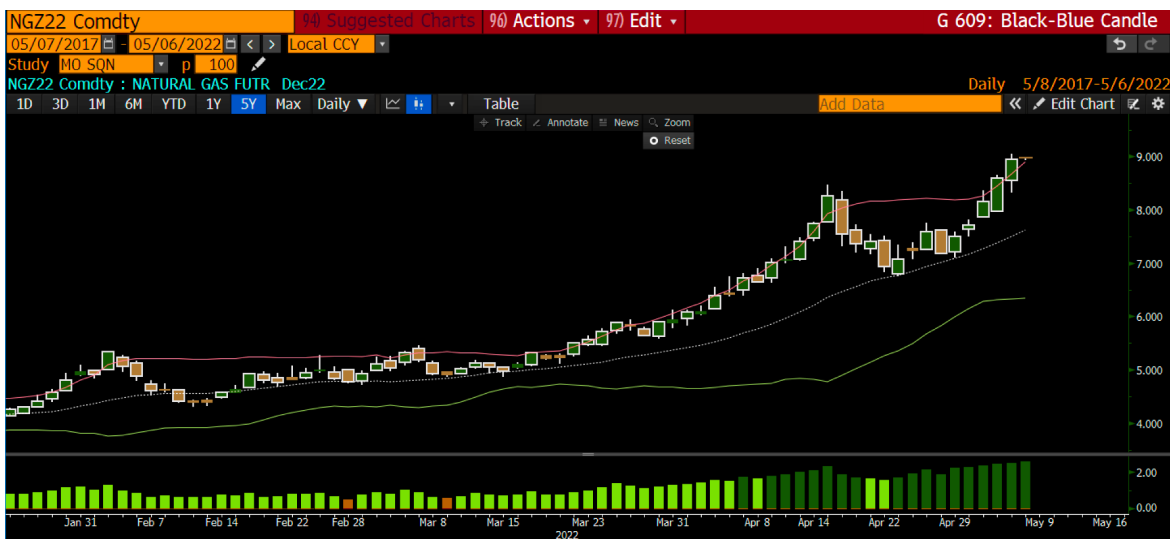 NGZ22 Comdty 94) Suggested Charts 96) Actions 97) Edit G 609: Black-Blue Candle
05/07/2017 - 05/06/2022 Local CCY
Study MO SQN p 100
NGZ22 Comdty : NATURAL GAS FUTR Dec22 Daily 5/8/2017-5/6/2022
1D 3D 1M 6M YTD 1Y 5Y Max Daily ▼ Table Add Data « Edit Chart
Track Annotate News Zoom
Reset
9.000
8.000
7.000
6.000
5.000
4.000
2.00
0.00
Jan 31 Feb 7 Feb 14 Feb 22 Feb 28 Mar 8 Mar 15 Mar 23 Mar 31 Apr 8 Apr 14 Apr 22 Apr 29 May 9 May 16
2022